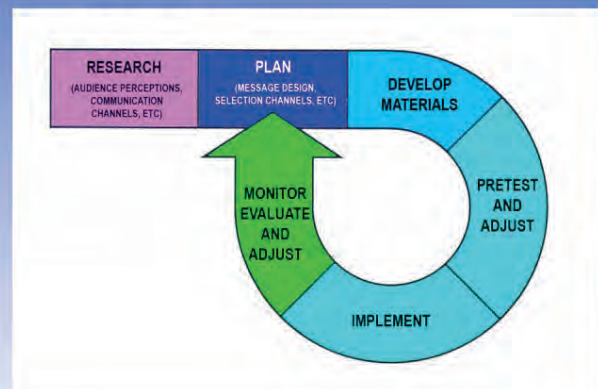 RESEARCH
(AUDIENCE PERCEPTIONS,
COMMUNICATION
CHANNELS, ETC)
PLAN
(MESSAGE DESIGN,
SELECTION CHANNELS, ETC)
DEVELOP
MATERIALS
PRETEST
AND
ADJUST
IMPLEMENT
MONITOR
EVALUATE
AND
ADJUST